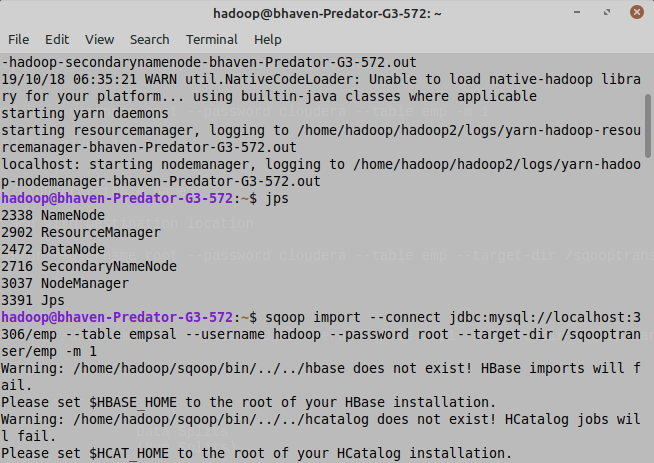 hadoop@bhaven-Predator-G3-572: ~
File Edit View Search Terminal Help
-hadoop-secondarynamenode-bhaven-Predator-G3-572.out
19/10/18 06:35:21 WARN util.NativeCodeLoader: Unable to load native-hadoop libra
ry for your platform... using builtin-java classes where applicable
starting yarn daemons
starting resourcemanager, logging to /home/hadoop/hadoop2/logs/yarn-hadoop-resou
rcemanager-bhaven-Predator-G3-572.out
localhost: starting nodemanager, logging to /home/hadoop/hadoop2/logs/yarn-hadoo
p-nodemanager-bhaven-Predator-G3-572.out
hadoop@bhaven-Predator-G3-572:~$ jps
2338 NameNode
2902 ResourceManager
2472 DataNode
2716 SecondaryNameNode
3037 NodeManager
3391 Jps
hadoop@bhaven-Predator-G3-572:~$ sqoop import --connect jdbc:mysql://localhost:3
306/emp --table empsal --username hadoop --password root --target-dir /sqooptran
ser/emp -m 1
Warning: /home/hadoop/sqoop/bin/../../hbase does not exist! HBase imports will f
ail.
Please set $HBASE_HOME to the root of your HBase installation.
Warning: /home/hadoop/sqoop/bin/../../hcatalog does not exist! HCatalog jobs wil
l fail.
Please set $HCAT_HOME to the root of your HCatalog installation.